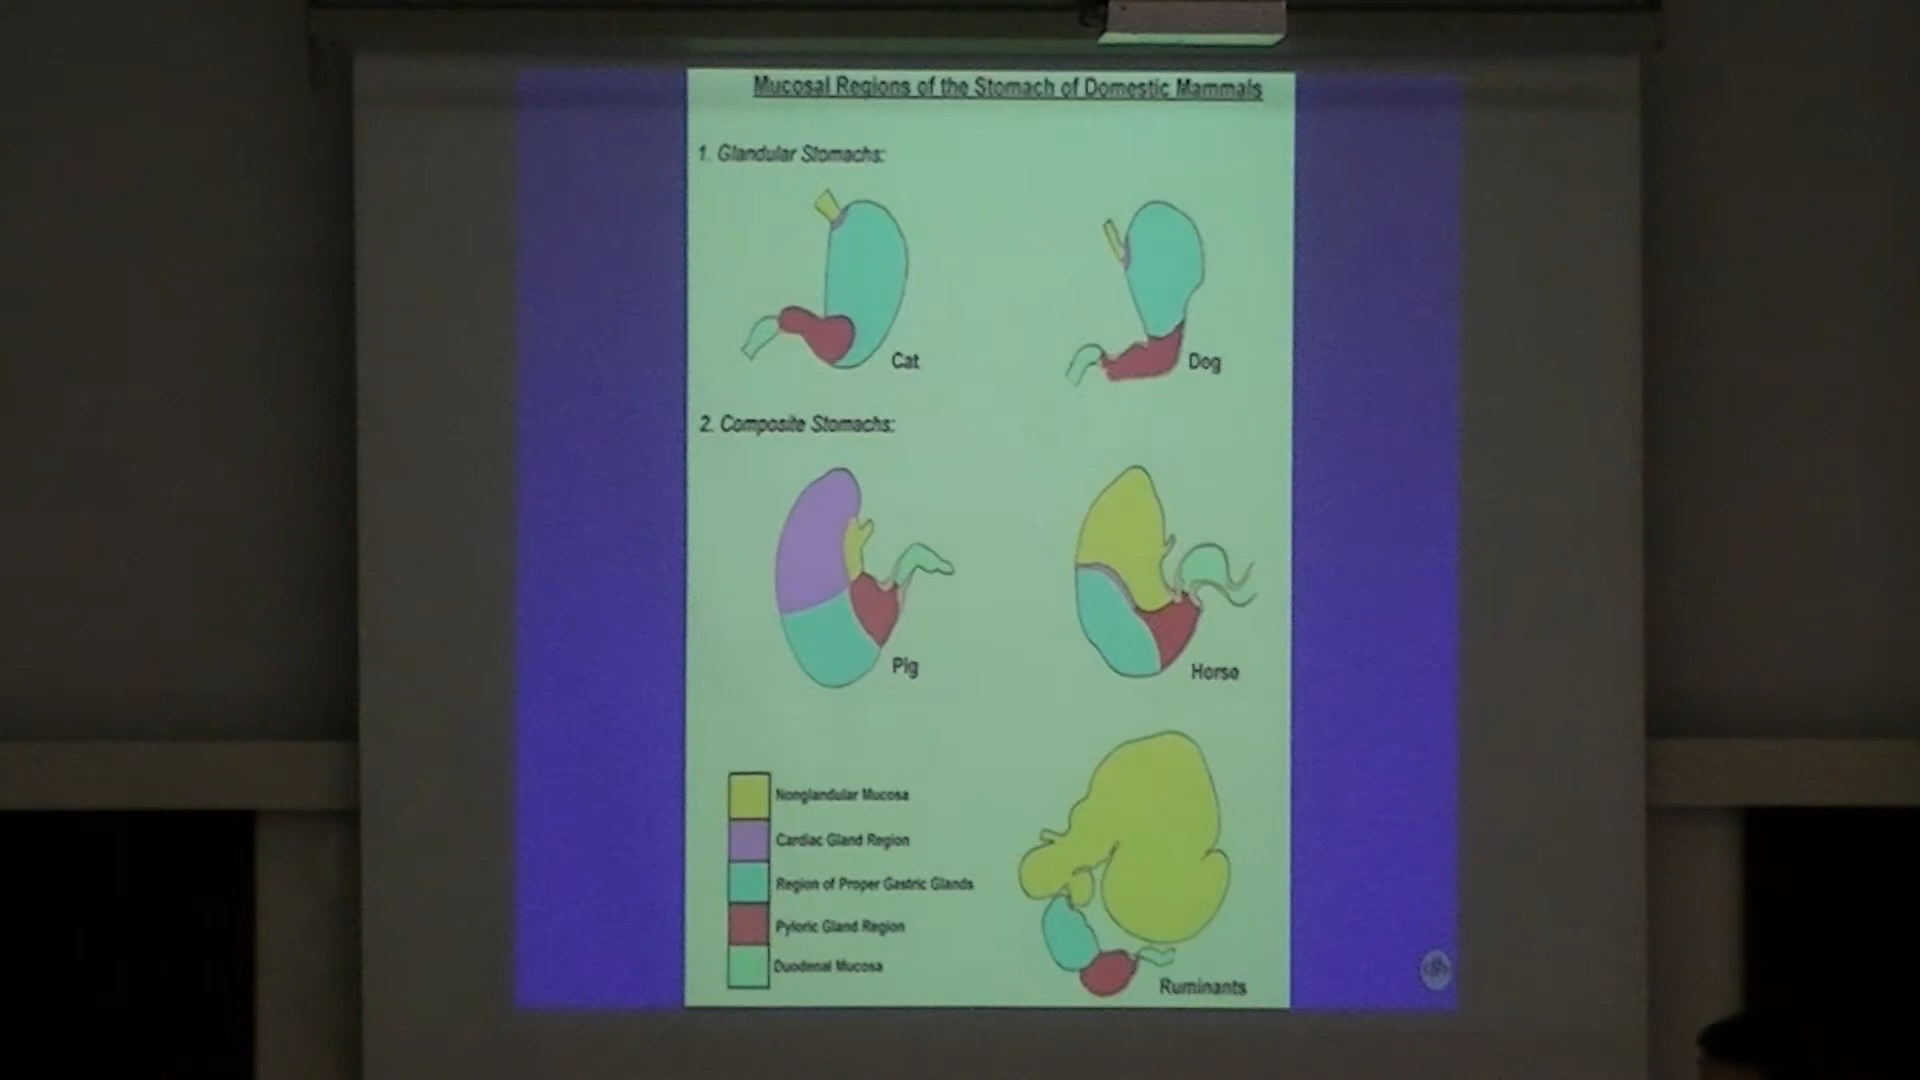 Mucosal Regions of the Stomach of Domestic Mammals
1. Glandular Stomachs:
Cat
Dog
2. Composite Stomachs:
Pig
Horse
Nonglandular Mucosa
Cardiac Gland Region
Region of Proper Gastric Glands
Pyloric Gland Region
Duodenal Mucosa
Ruminants